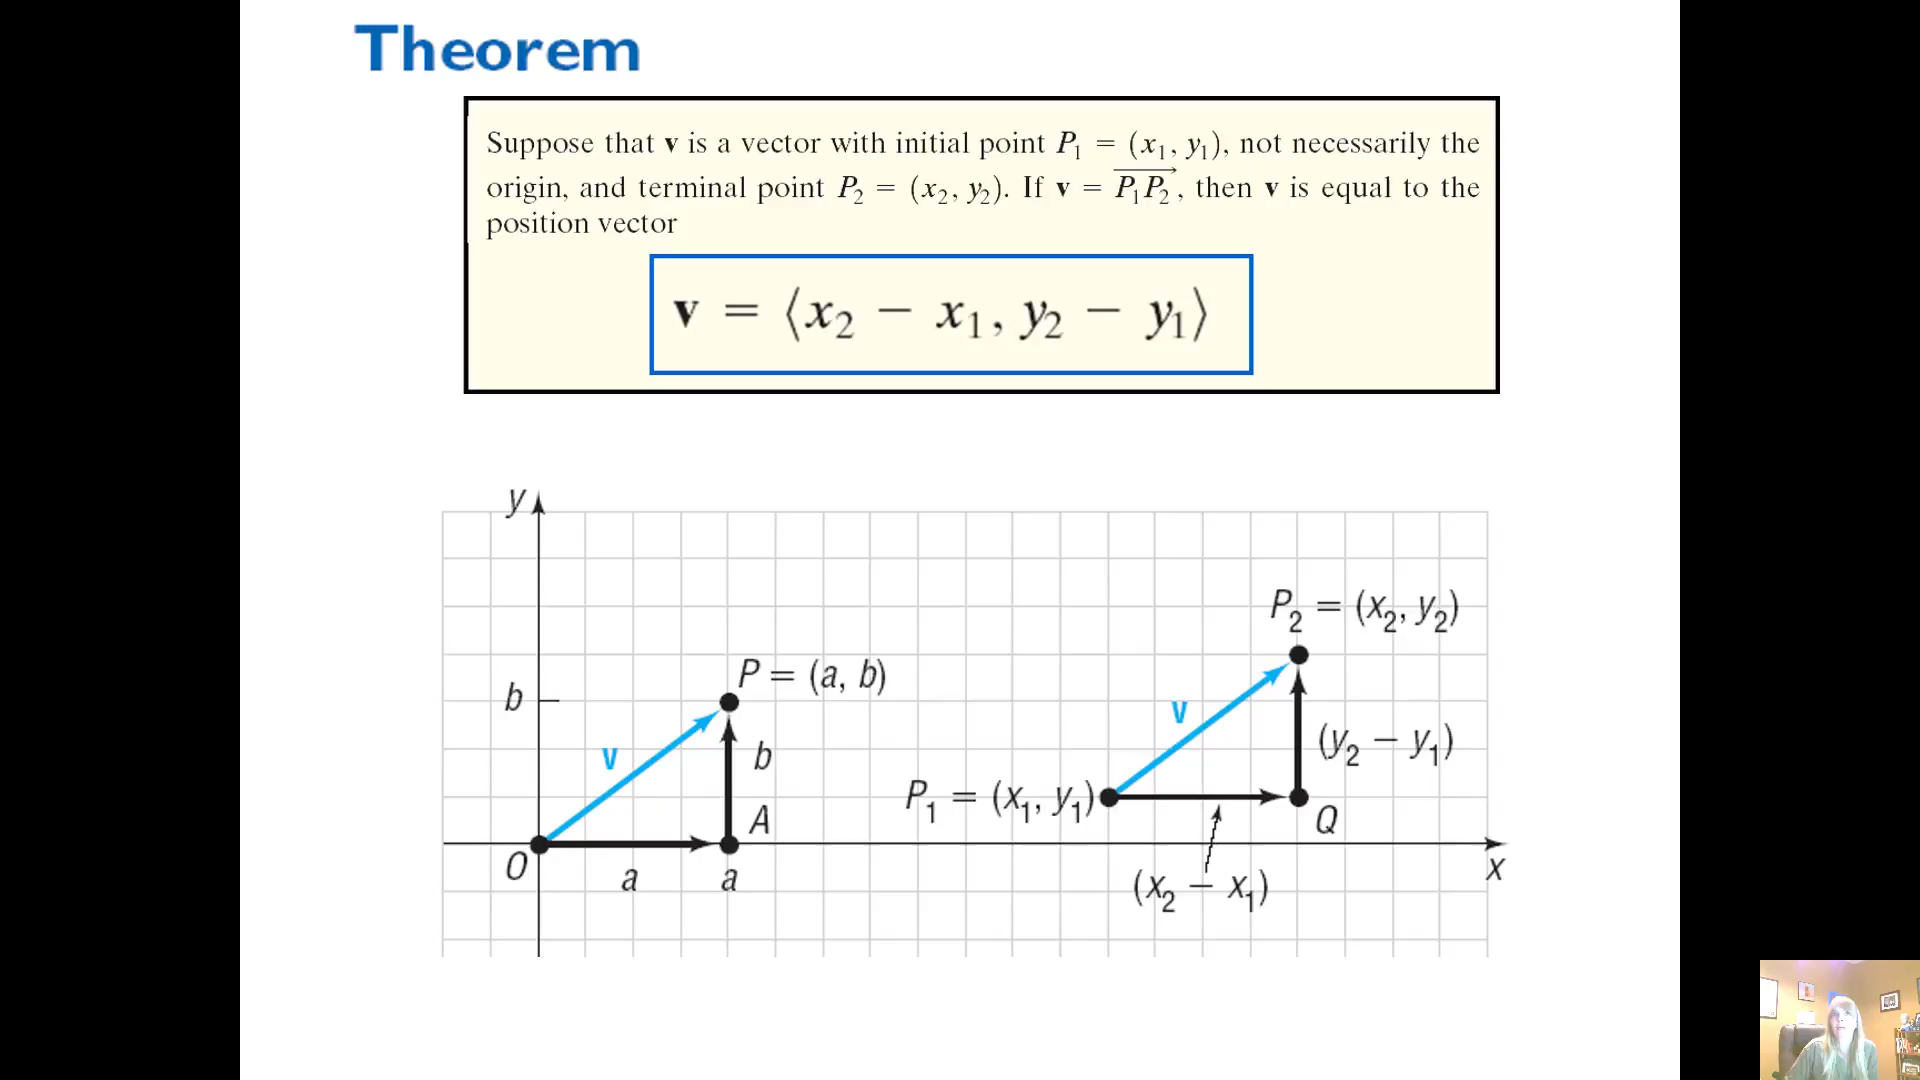 Theorem
Suppose that v is a vector with initial point P₁ = (x₁, y₁), not necessarily the
origin, and terminal point P₂ = (x₂, y₂). If v = P₁P₂, then v is equal to the
position vector
v = ⟨x₂ − x₁, y₂ − y₁⟩
y
P₂ = (x₂, y₂)
P = (a, b)
b
v
v
b
(y₂ − y₁)
P₁ = (x₁, y₁)
A
Q
O
a
a
(x₂ − x₁)
x